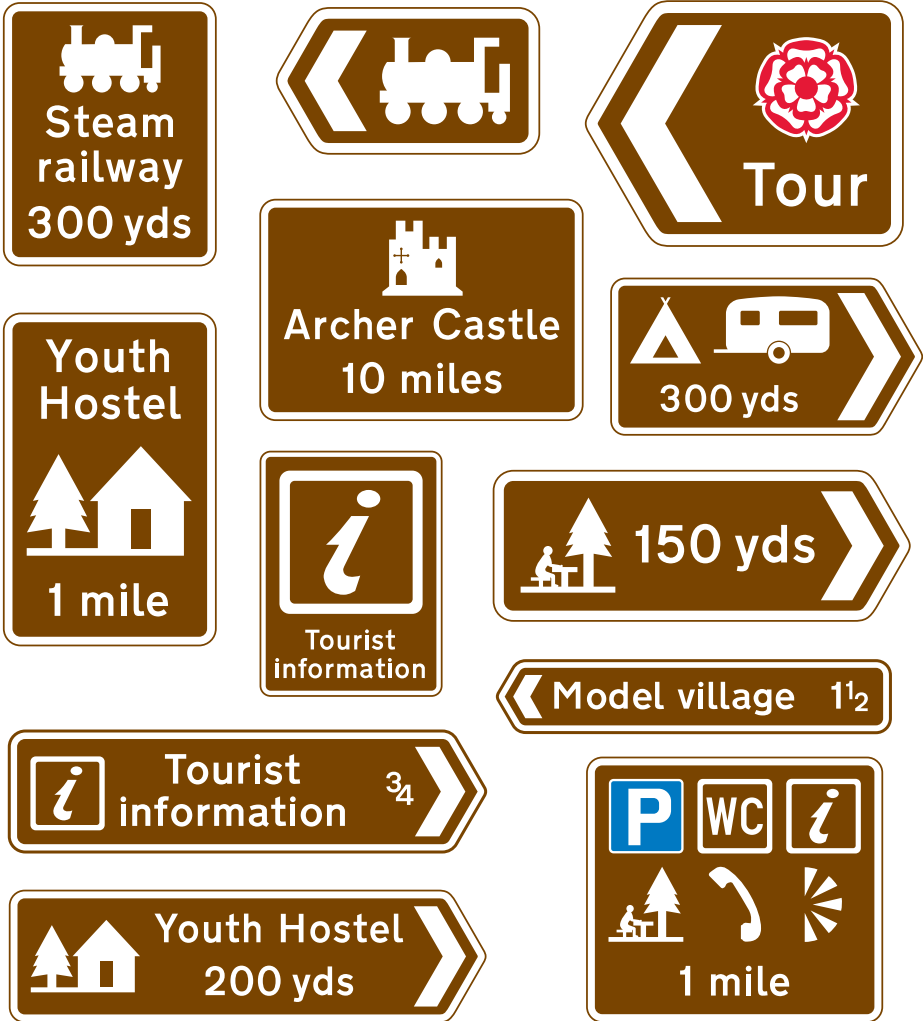 Steam
railway
300 yds
Tour
Archer Castle
10 miles
300 yds
Youth
Hostel
1 mile
i
Tourist
information
150 yds
Model village 1½
i
Tourist
information
¾
P WC i
1 mile
Youth Hostel
200 yds